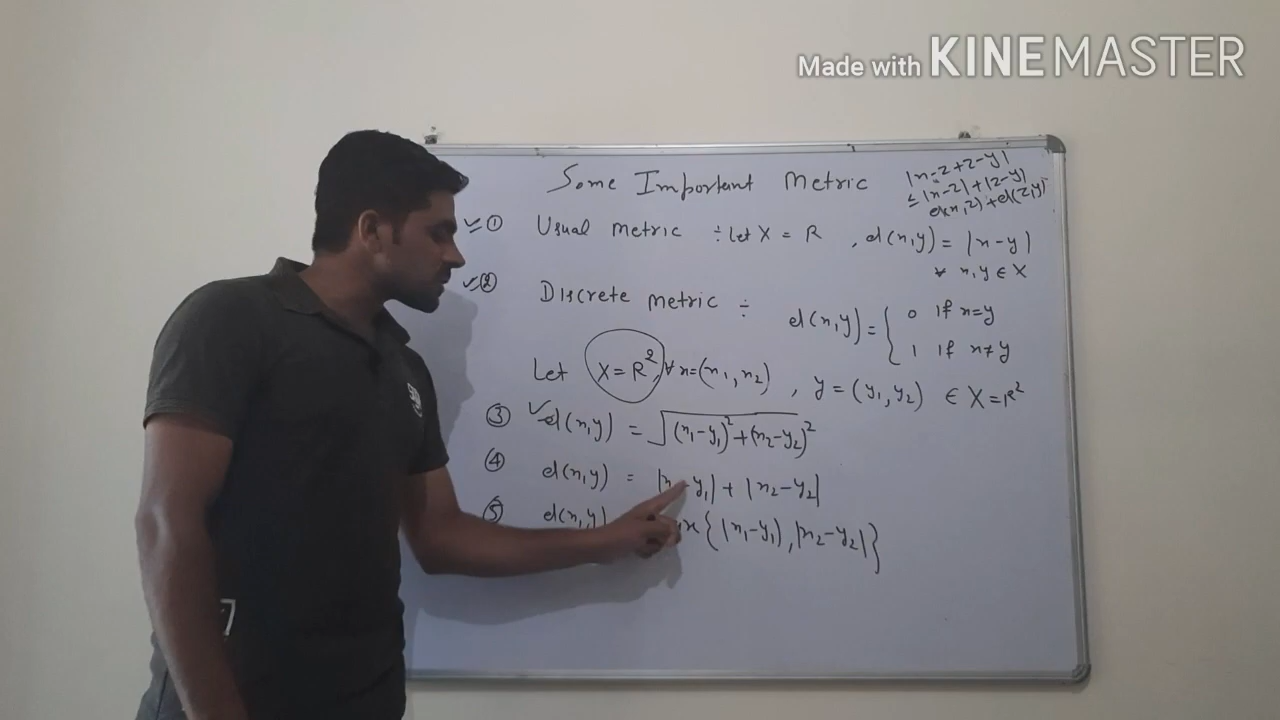 Made with KINEMASTER
Some Important Metric
|x-z+z-y|
≤ |x-z|+|z-y|
d(x,z)+d(z,y)
① Usual metric ÷ let X = R , d(x,y) = |x-y|
∀ x,y ∈ X
② Discrete metric ÷ d(x,y) = { 0 if x=y
1 if x≠y
Let X=R², ∀ x=(x₁,x₂) , y=(y₁,y₂) ∈ X=R²
③ d(x,y) = √(x₁-y₁)²+(x₂-y₂)²
④ d(x,y) = |x₁-y₁| + |x₂-y₂|
⑤ d(x,y) {|x₁-y₁|, |x₂-y₂|}